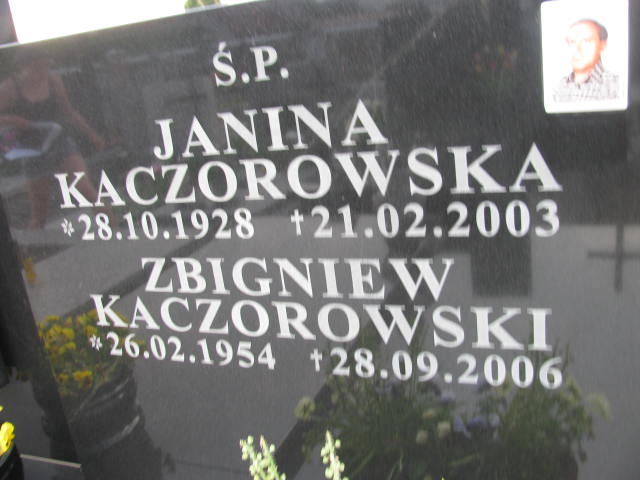 Ś.P.
JANINA
KACZOROWSKA
*28.10.1928 †21.02.2003
ZBIGNIEW
KACZOROWSKI
*26.02.1954 †28.09.2006